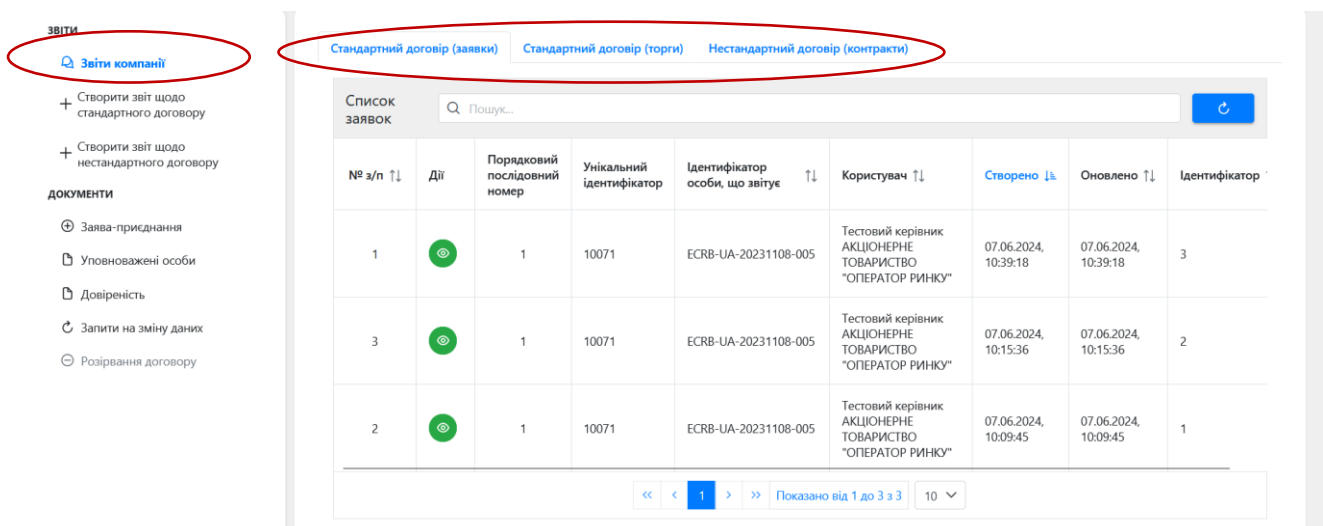 ЗВІТИ
Звіти компанії
Створити звіт щодо
стандартного договору
Створити звіт щодо
нестандартного договору
ДОКУМЕНТИ
Заява-приєднання
Уповноважені особи
Довіреність
Запити на зміну даних
Розірвання договору
Стандартний договір (заявки) Стандартний договір (торги) Нестандартний договір (контракти)
Список
заявок
Пошук...
№ з/п Дії Порядковий послідовний номер Унікальний ідентифікатор Ідентифікатор особи, що звітує Користувач Створено Оновлено Ідентифікатор
1 1 10071 ECRB-UA-20231108-005 Тестовий керівник АКЦІОНЕРНЕ ТОВАРИСТВО "ОПЕРАТОР РИНКУ" 07.06.2024, 10:39:18 07.06.2024, 10:39:18 3
3 1 10071 ECRB-UA-20231108-005 Тестовий керівник АКЦІОНЕРНЕ ТОВАРИСТВО "ОПЕРАТОР РИНКУ" 07.06.2024, 10:15:36 07.06.2024, 10:15:36 2
2 1 10071 ECRB-UA-20231108-005 Тестовий керівник АКЦІОНЕРНЕ ТОВАРИСТВО "ОПЕРАТОР РИНКУ" 07.06.2024, 10:09:45 07.06.2024, 10:09:45 1
« ‹ 1 › » Показано від 1 до 3 з 3 10